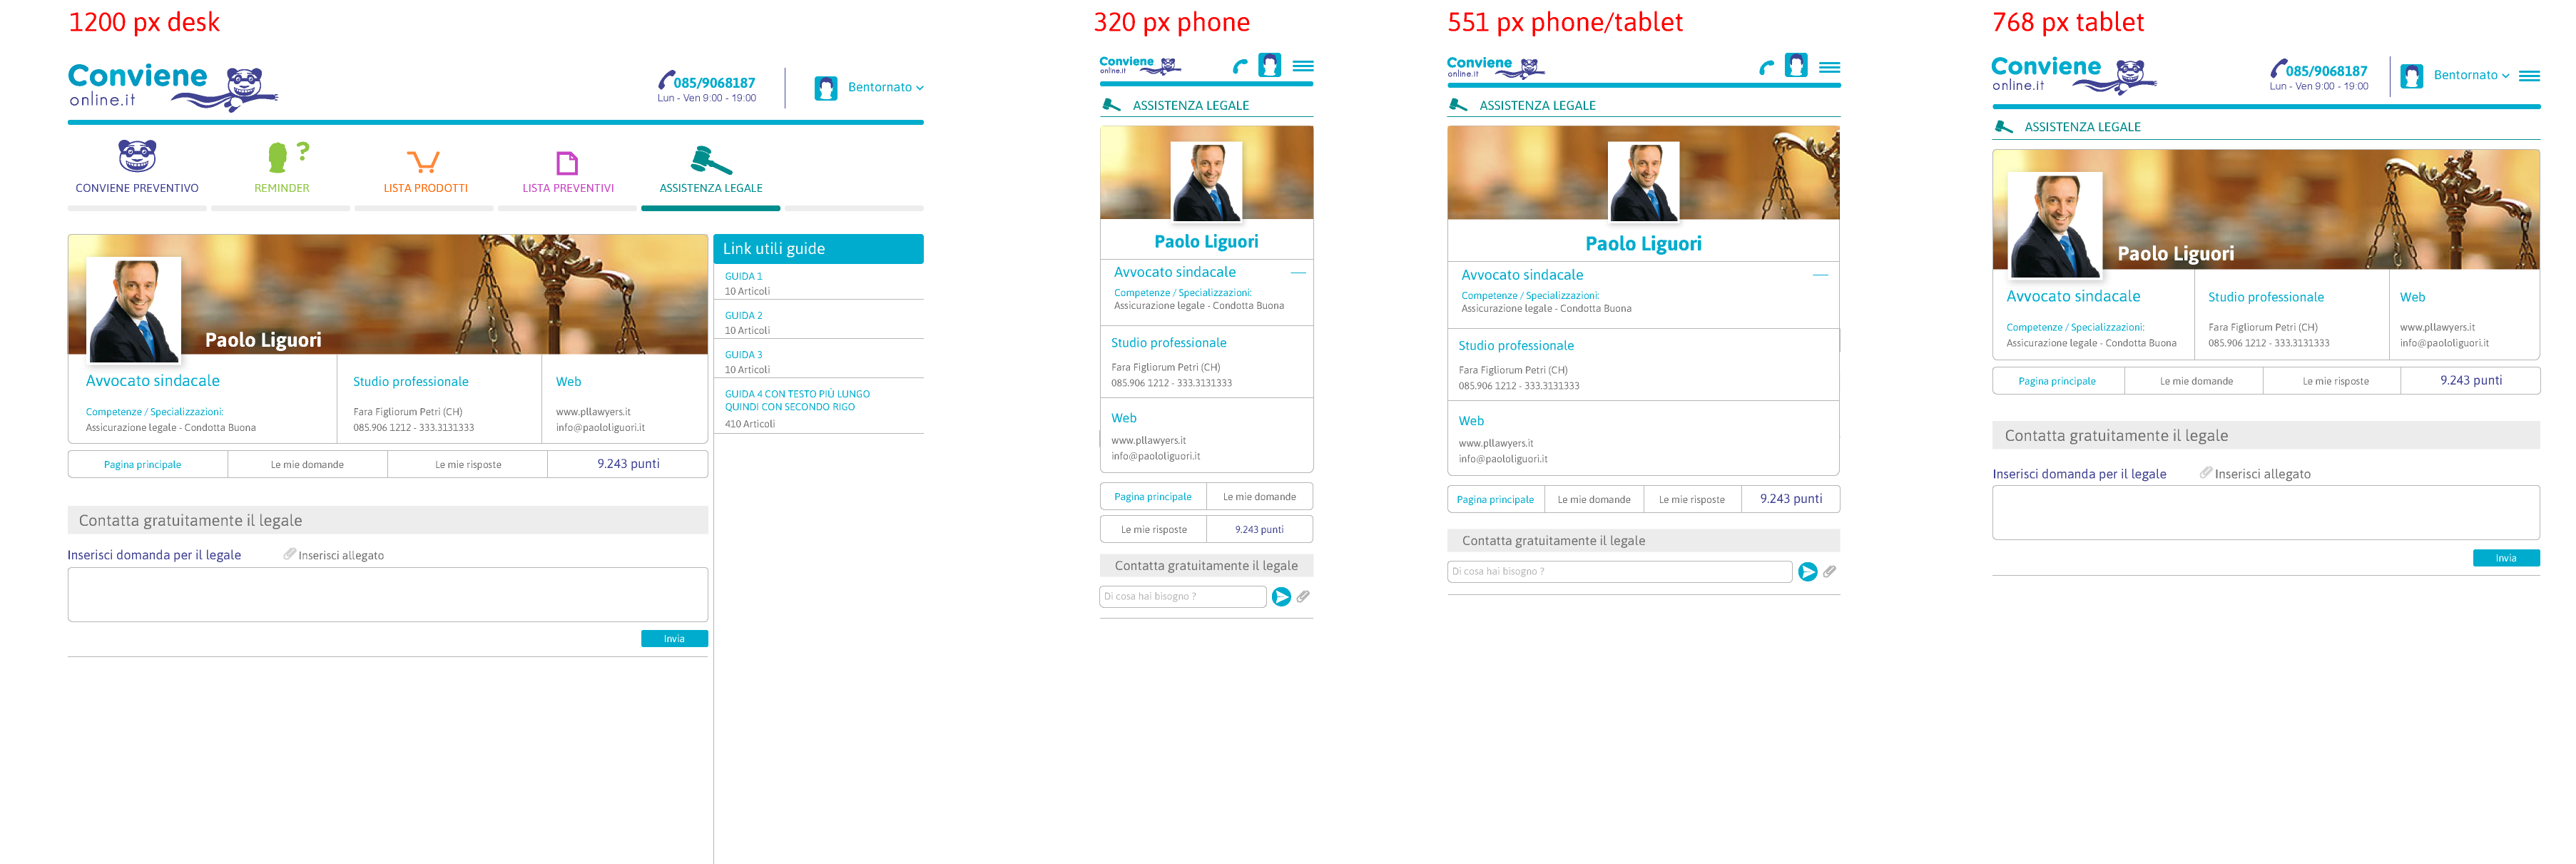 1200 px desk
Conviene
online.it
085/9068187
Lun - Ven 9:00 - 19:00
Bentornato
CONVIENE PREVENTIVO
REMINDER
LISTA PRODOTTI
LISTA PREVENTIVI
ASSISTENZA LEGALE
Paolo Liguori
Avvocato sindacale
Competenze / Specializzazioni:
Assicurazione legale - Condotta Buona
Studio professionale
Fara Figliorum Petri (CH)
085.906 1212 - 333.3131333
Web
www.pllawyers.it
info@paololiguori.it
Pagina principale
Le mie domande
Le mie risposte
9.243 punti
Contatta gratuitamente il legale
Inserisci domanda per il legale
Inserisci allegato
Invia
Link utili guide
GUIDA 1
10 Articoli
GUIDA 2
10 Articoli
GUIDA 3
10 Articoli
GUIDA 4 CON TESTO PIÙ LUNGO
QUINDI CON SECONDO RIGO
410 Articoli
320 px phone
Conviene
online.it
ASSISTENZA LEGALE
Paolo Liguori
Avvocato sindacale
Competenze / Specializzazioni:
Assicurazione legale - Condotta Buona
Studio professionale
Fara Figliorum Petri (CH)
085.906 1212 - 333.3131333
Web
www.pllawyers.it
info@paololiguori.it
Pagina principale
Le mie domande
Le mie risposte
9.243 punti
Contatta gratuitamente il legale
Di cosa hai bisogno ?
551 px phone/tablet
Conviene
online.it
ASSISTENZA LEGALE
Paolo Liguori
Avvocato sindacale
Competenze / Specializzazioni:
Assicurazione legale - Condotta Buona
Studio professionale
Fara Figliorum Petri (CH)
085.906 1212 - 333.3131333
Web
www.pllawyers.it
info@paololiguori.it
Pagina principale
Le mie domande
Le mie risposte
9.243 punti
Contatta gratuitamente il legale
Di cosa hai bisogno ?
768 px tablet
Conviene
online.it
085/9068187
Lun - Ven 9:00 - 19:00
Bentornato
ASSISTENZA LEGALE
Paolo Liguori
Avvocato sindacale
Competenze / Specializzazioni:
Assicurazione legale - Condotta Buona
Studio professionale
Fara Figliorum Petri (CH)
085.906 1212 - 333.3131333
Web
www.pllawyers.it
info@paololiguori.it
Pagina principale
Le mie domande
Le mie risposte
9.243 punti
Contatta gratuitamente il legale
Inserisci domanda per il legale
Inserisci allegato
Invia